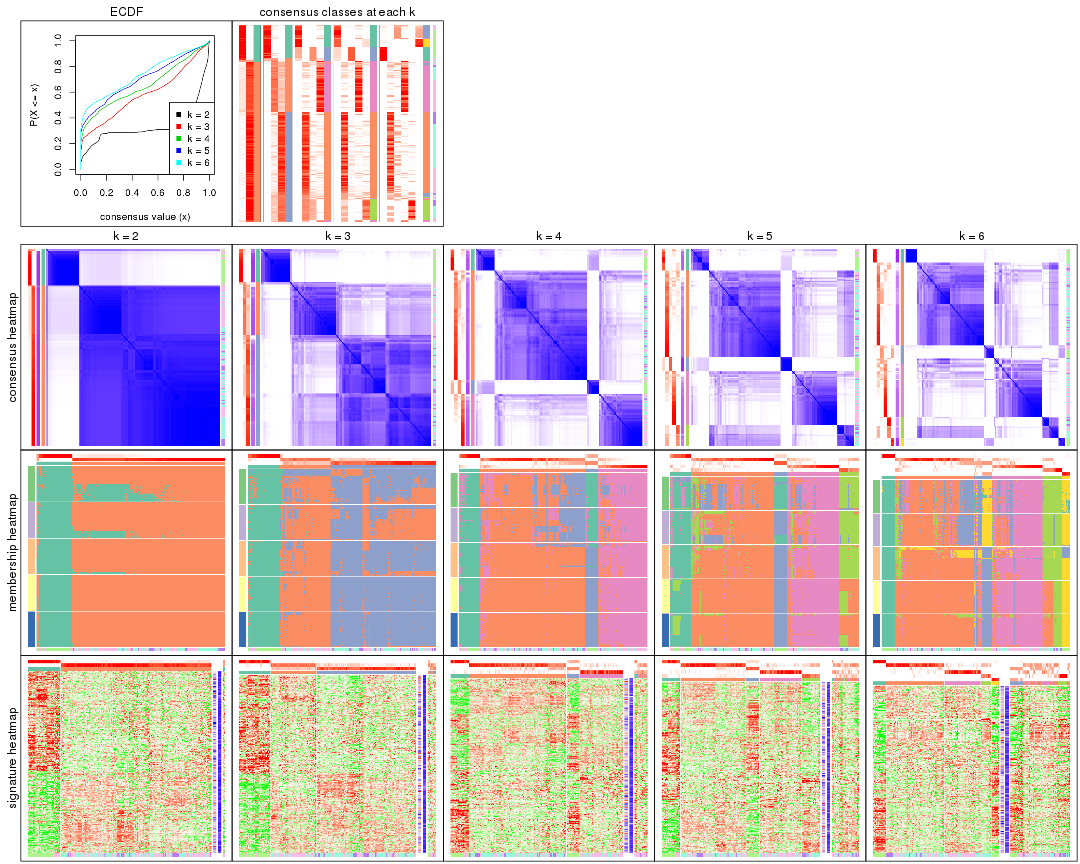 ECDF
consensus classes at each k
P(X <= x)
0.0 0.2 0.4 0.6 0.8 1.0
k = 2
k = 3
k = 4
k = 5
k = 6
0.0 0.2 0.4 0.6 0.8 1.0
consensus value (x)
k = 2
k = 3
k = 4
k = 5
k = 6
consensus heatmap
membership heatmap
signature heatmap